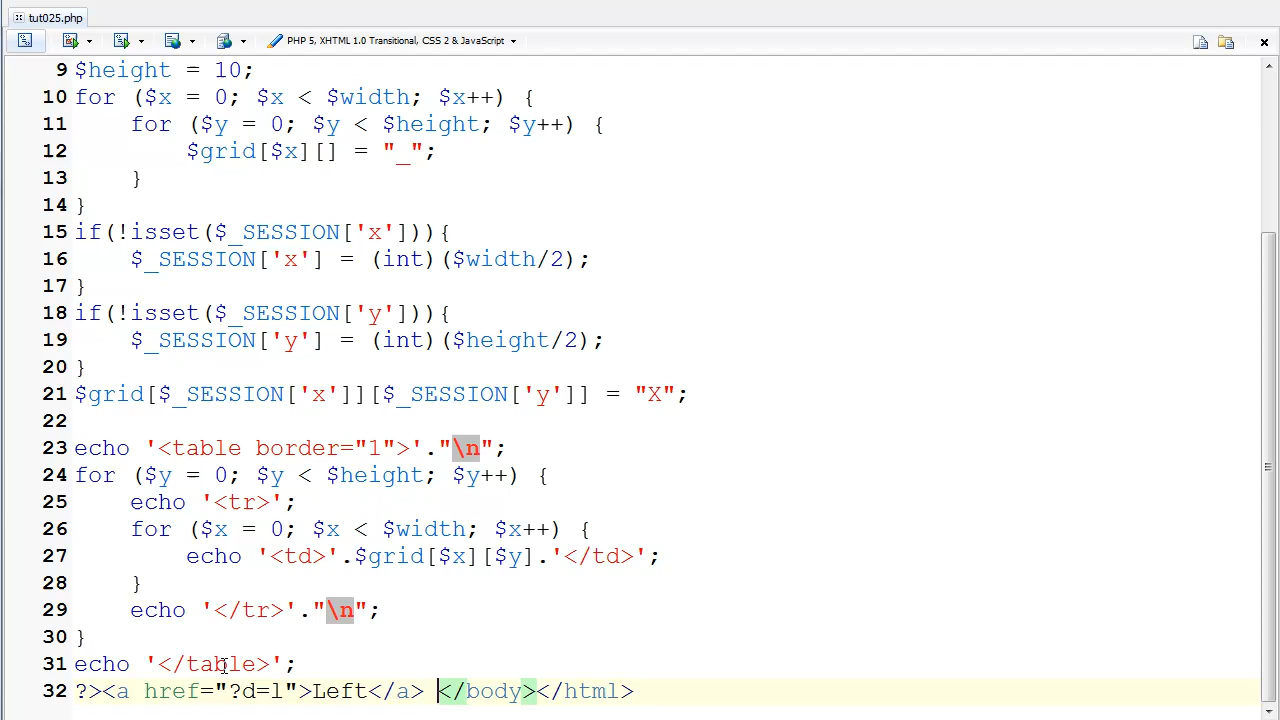 tut025.php
PHP 5, XHTML 1.0 Transitional, CSS 2 & JavaScript
9 $height = 10;
10 for ($x = 0; $x < $width; $x++) {
11     for ($y = 0; $y < $height; $y++) {
12         $grid[$x][] = "_";
13     }
14 }
15 if(!isset($_SESSION['x'])){
16     $_SESSION['x'] = (int)($width/2);
17 }
18 if(!isset($_SESSION['y'])){
19     $_SESSION['y'] = (int)($height/2);
20 }
21 $grid[$_SESSION['x']][$_SESSION['y']] = "X";
22
23 echo '<table border="1">'."\n";
24 for ($y = 0; $y < $height; $y++) {
25     echo '<tr>';
26     for ($x = 0; $x < $width; $x++) {
27         echo '<td>'.$grid[$x][$y].'</td>';
28     }
29     echo '</tr>'."\n";
30 }
31 echo '</table>';
32 ?><a href="?d=l">Left</a> </body></html>